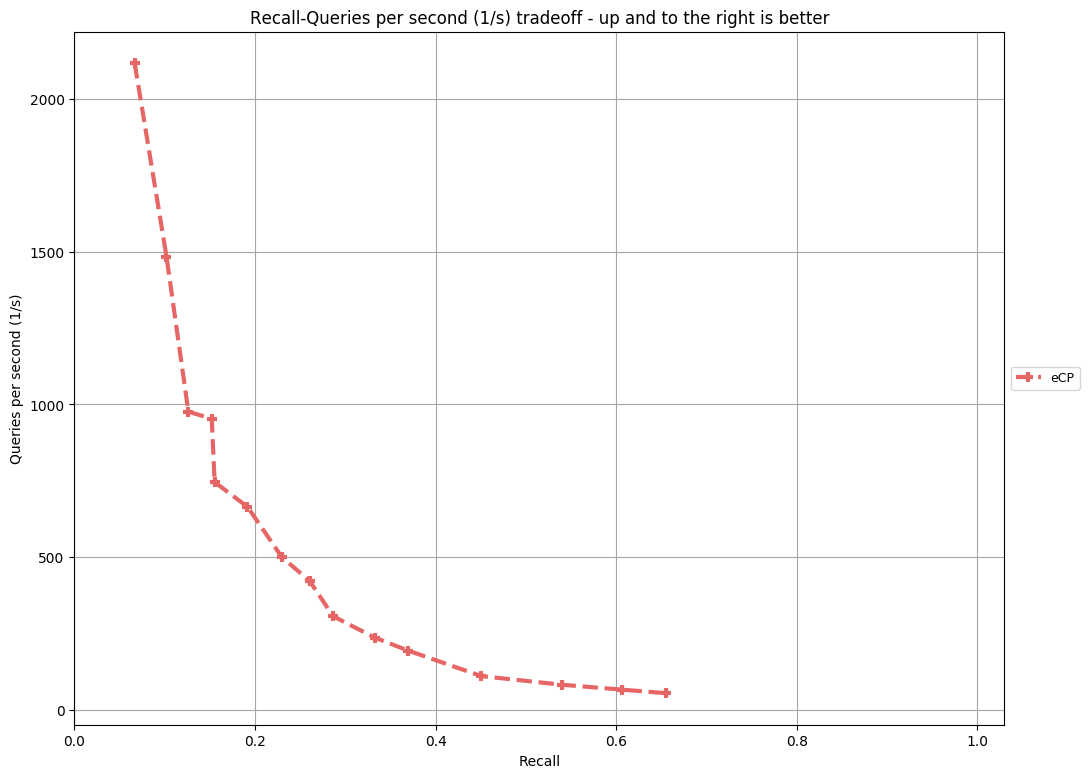 Recall-Queries per second (1/s) tradeoff - up and to the right is better
2000
1500
1000
500
0
Queries per second (1/s)
0.0 0.2 0.4 0.6 0.8 1.0
Recall
eCP